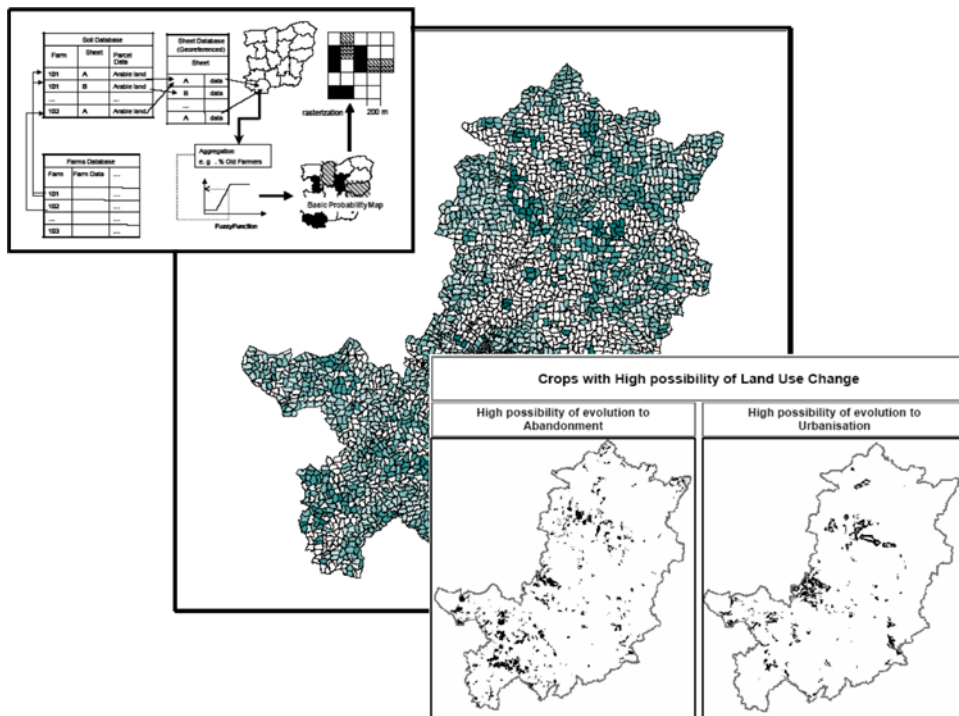 Soil Database
Farm Sheet Parcel Data
101 A Arable land
101 B Arable land
... ... ...
102 A Arable land
Sheet Database
(Georeferenced)
Sheet
A data
B data
...
A data
rasterization
200 m
Aggregation
e. g . % Old Farmers
FuzzyFunction
Basic Probability Map
Farms Database
Farm Farm Data ....
101
102 ....
... ....
103 ....
Crops with High possibility of Land Use Change
High possibility of evolution to
Abandonment
High possibility of evolution to
Urbanisation